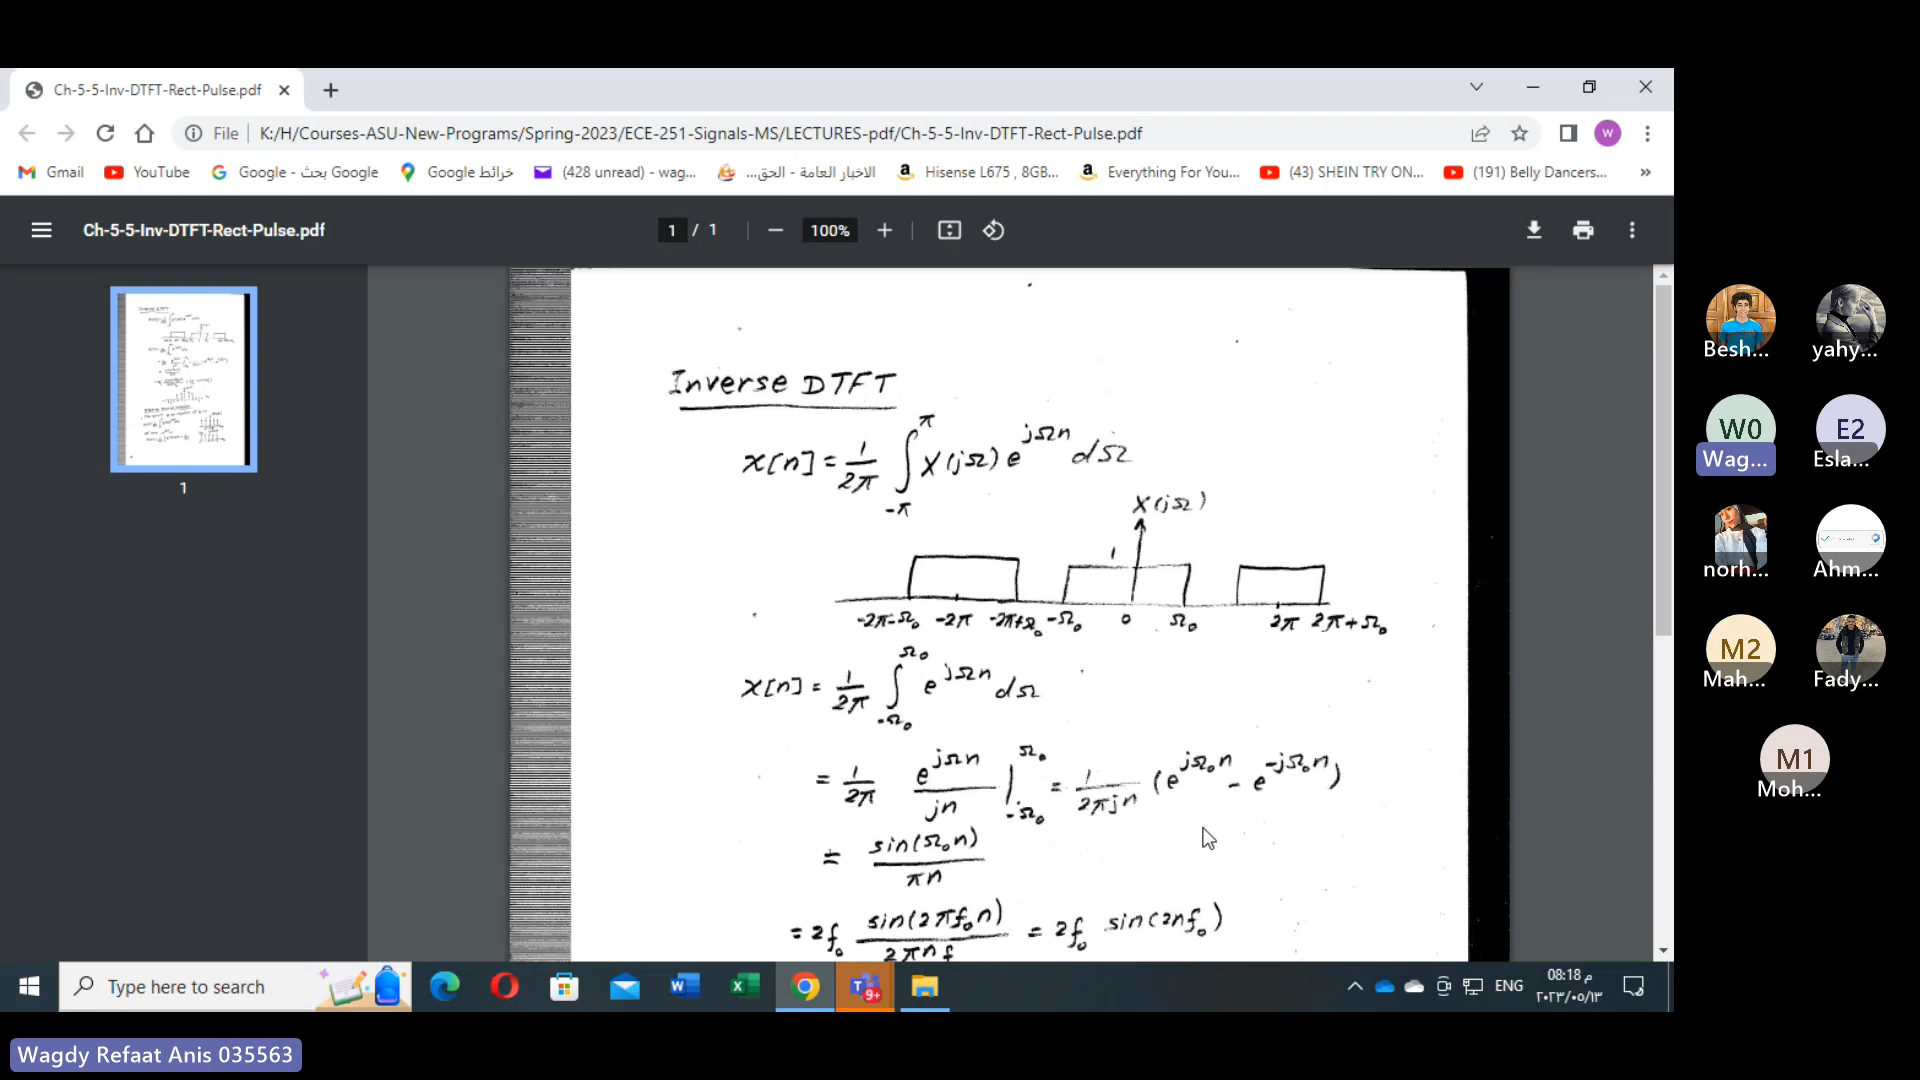 Ch-5-5-Inv-DTFT-Rect-Pulse.pdf
File K:/H/Courses-ASU-New-Programs/Spring-2023/ECE-251-Signals-MS/LECTURES-pdf/Ch-5-5-Inv-DTFT-Rect-Pulse.pdf
W
Gmail YouTube Google - بحث Google خرائط Google (428 unread) - wag... الاخبار العامة - الحق... Hisense L675 , 8GB... Everything For You... (43) SHEIN TRY ON... (191) Belly Dancers... »
Ch-5-5-Inv-DTFT-Rect-Pulse.pdf 1 / 1 100%
1
Inverse DTFT
x[n] = 1/2π ∫_{-π}^{π} X(jΩ) e^{jΩn} dΩ
X(jΩ)
1
-2π-Ω₀ -2π -2π+Ω₀ -Ω₀ 0 Ω₀ 2π 2π+Ω₀
x[n] = 1/2π ∫_{-Ω₀}^{Ω₀} e^{jΩn} dΩ
= 1/2π e^{jΩn}/jn |_{-Ω₀}^{Ω₀} = 1/2πjn (e^{jΩ₀n} - e^{-jΩ₀n})
= sin(Ω₀n)/πn
= 2f₀ sin(2πf₀n)/2πnf = 2f₀ sin(2nf₀)
Besh... yahy...
W0 E2
Wag... Esla...
norh... Ahm...
M2
Mah... Fady...
M1
Moh...
Type here to search
9+
ENG
08:18 م
٢٠٢٣/٠٥/١٣
Wagdy Refaat Anis 035563